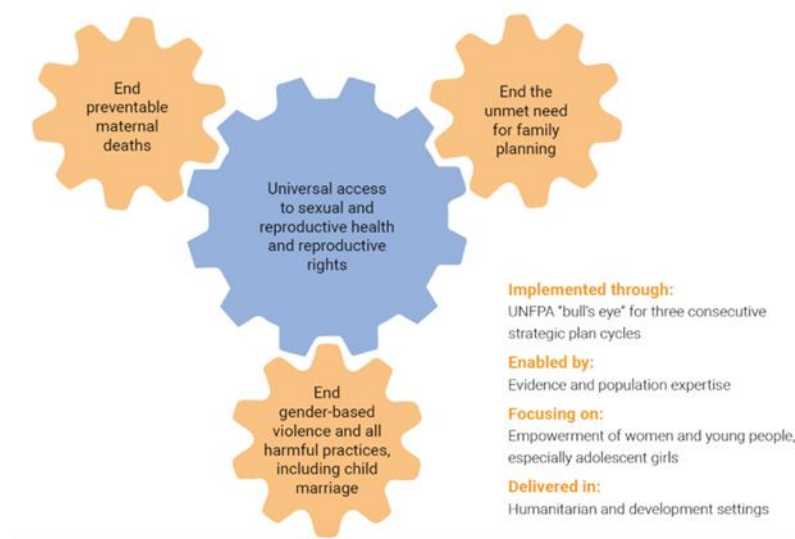 End
preventable
maternal
deaths
End the
unmet need
for family
planning
Universal access
to sexual and
reproductive health
and reproductive
rights
End
gender-based
violence and all
harmful practices,
including child
marriage
Implemented through:
UNFPA “bull’s eye” for three consecutive
strategic plan cycles
Enabled by:
Evidence and population expertise
Focusing on:
Empowerment of women and young people,
especially adolescent girls
Delivered in:
Humanitarian and development settings